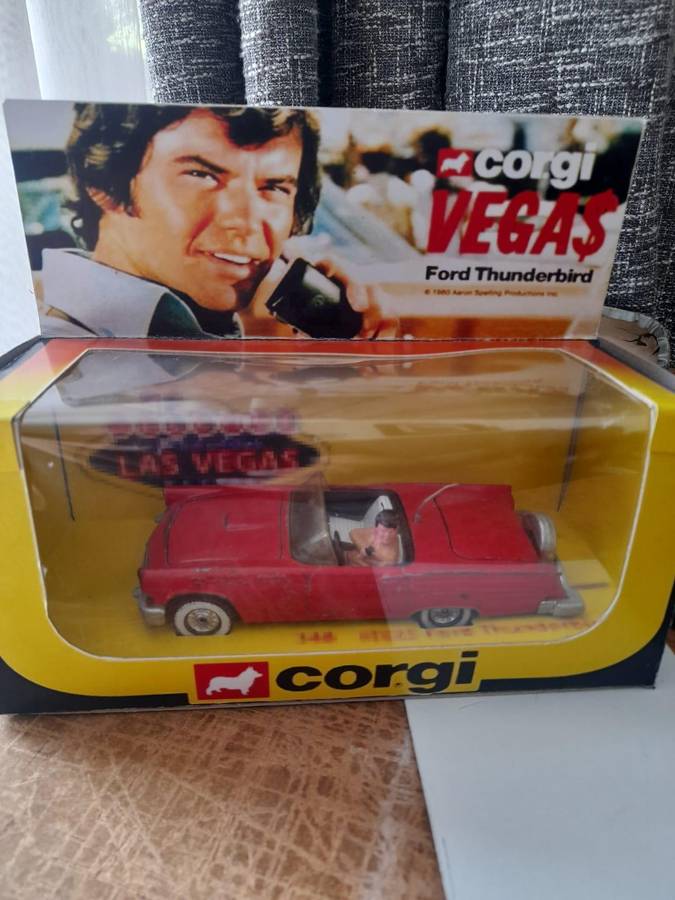 corgi
VEGA$
Ford Thunderbird
© 1980 Aaron Spelling Productions Inc.
LAS VEGAS
corgi